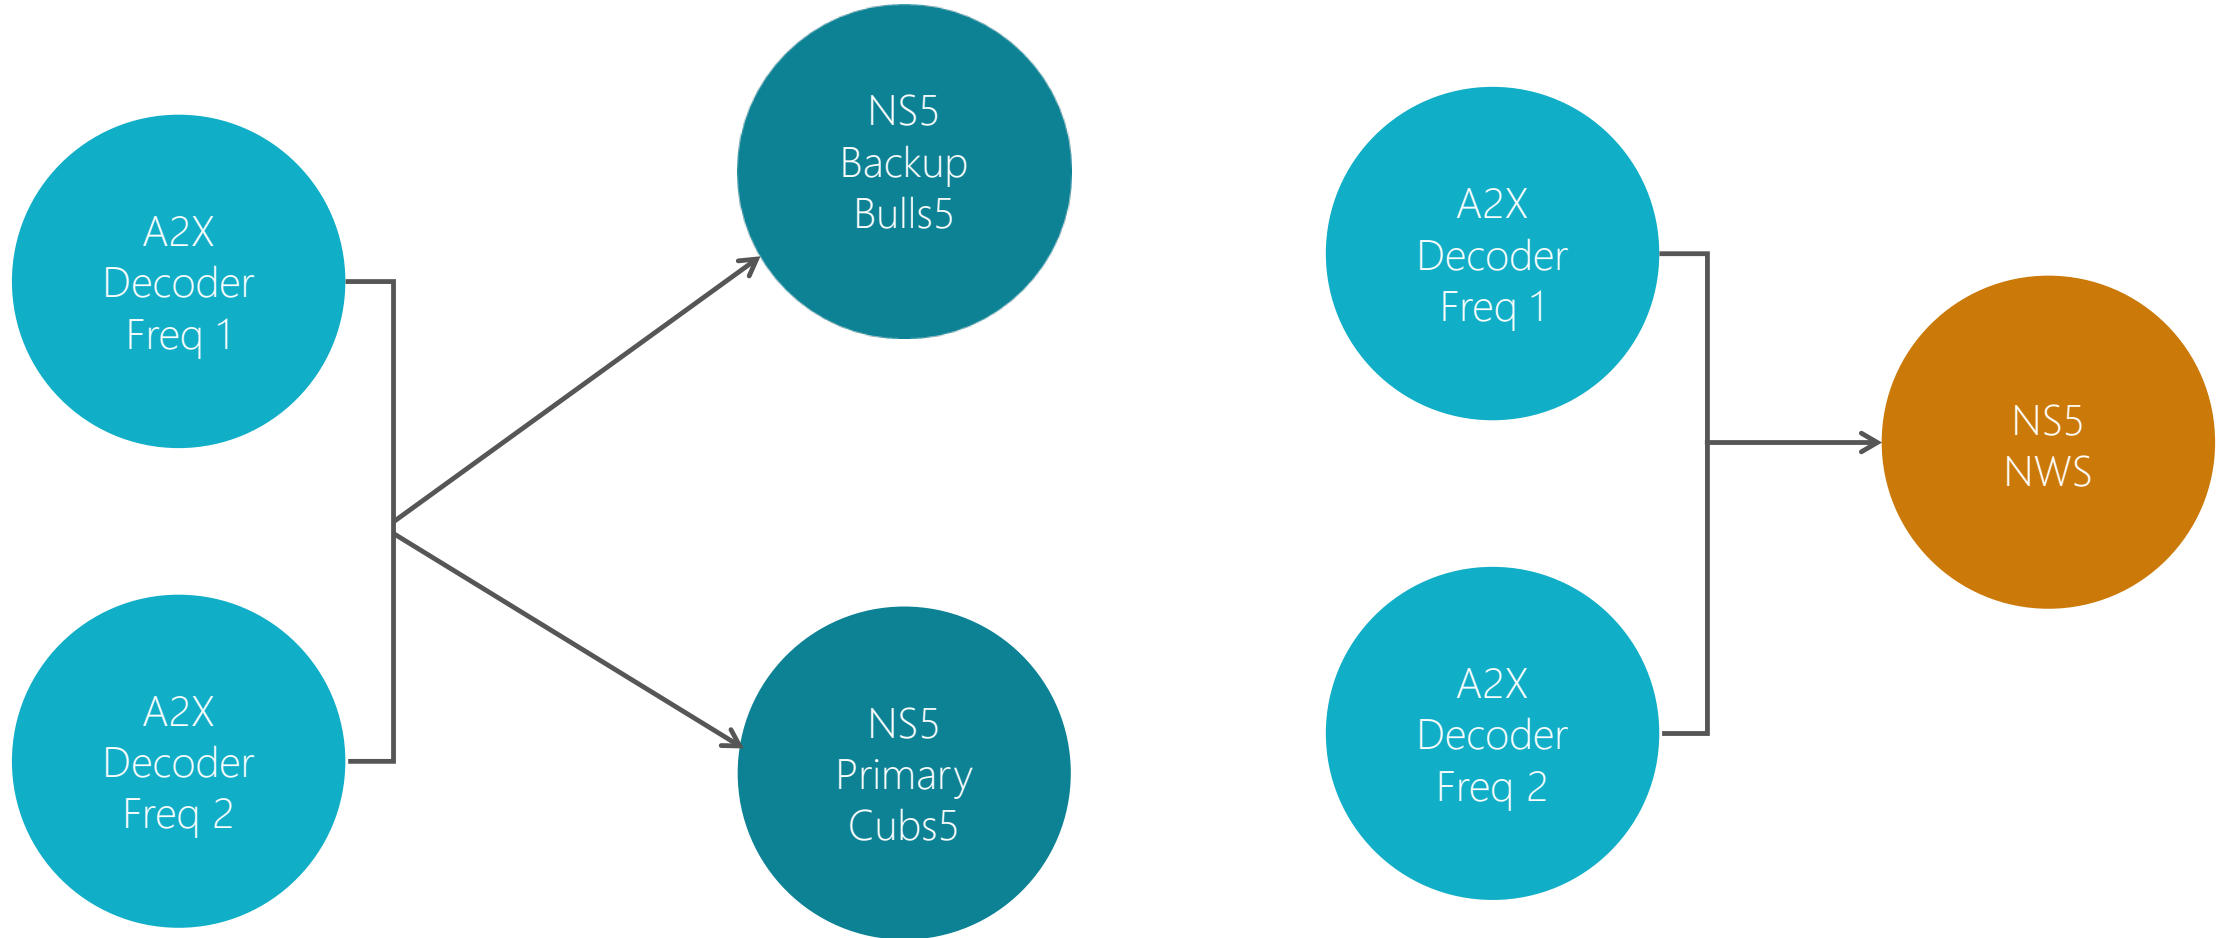 A2X
Decoder
Freq 1
A2X
Decoder
Freq 2
NS5
Backup
Bulls5
NS5
Primary
Cubs5
A2X
Decoder
Freq 1
A2X
Decoder
Freq 2
NS5
NWS